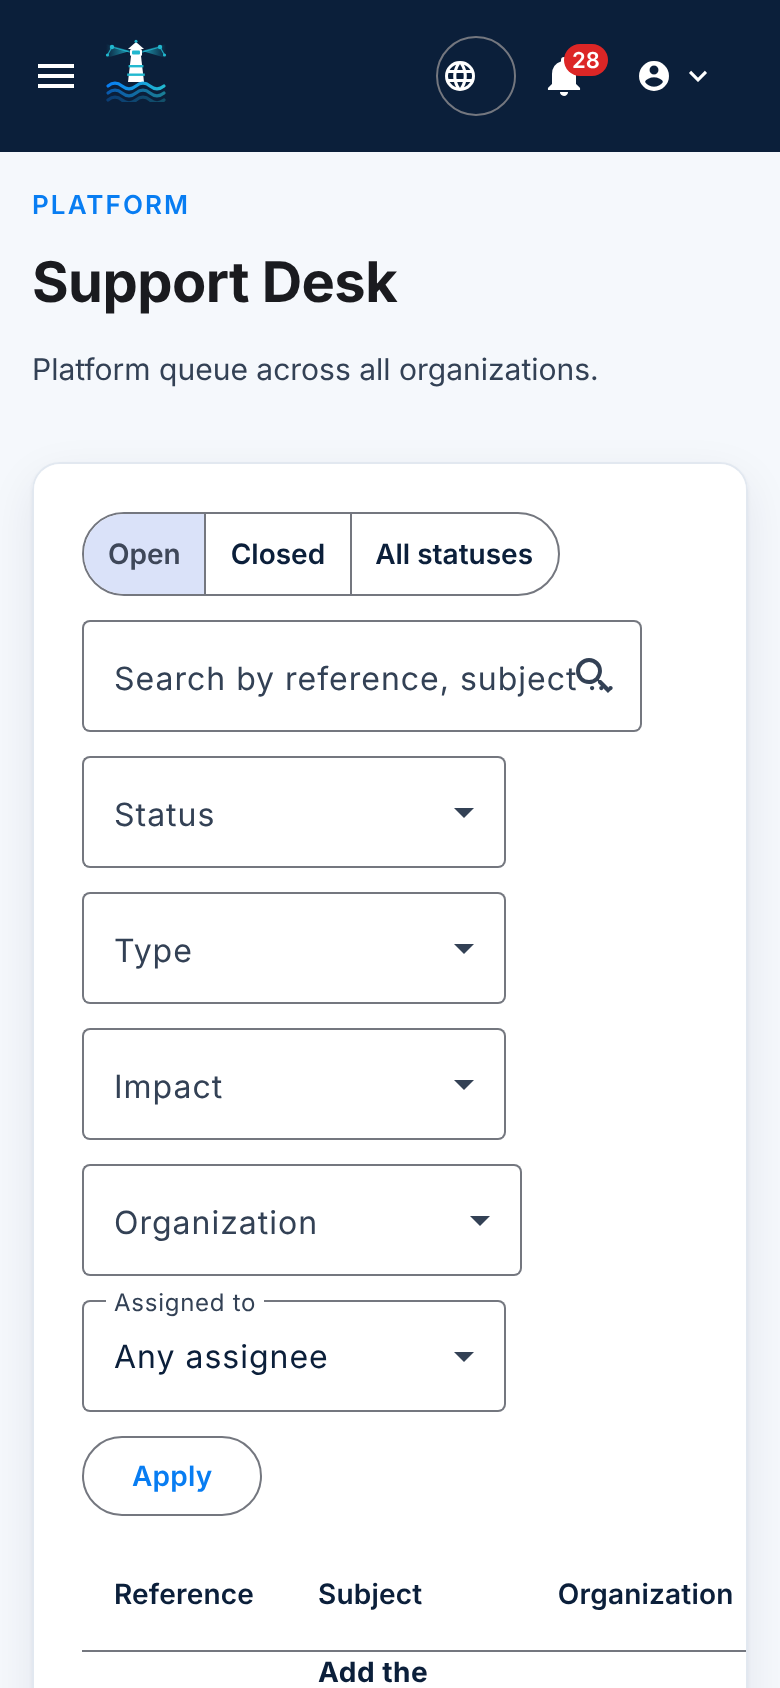 28
PLATFORM
Support Desk
Platform queue across all organizations.
Open Closed All statuses
Search by reference, subject...
Status
Type
Impact
Organization
Assigned to
Any assignee
Apply
Reference Subject Organization
Add the